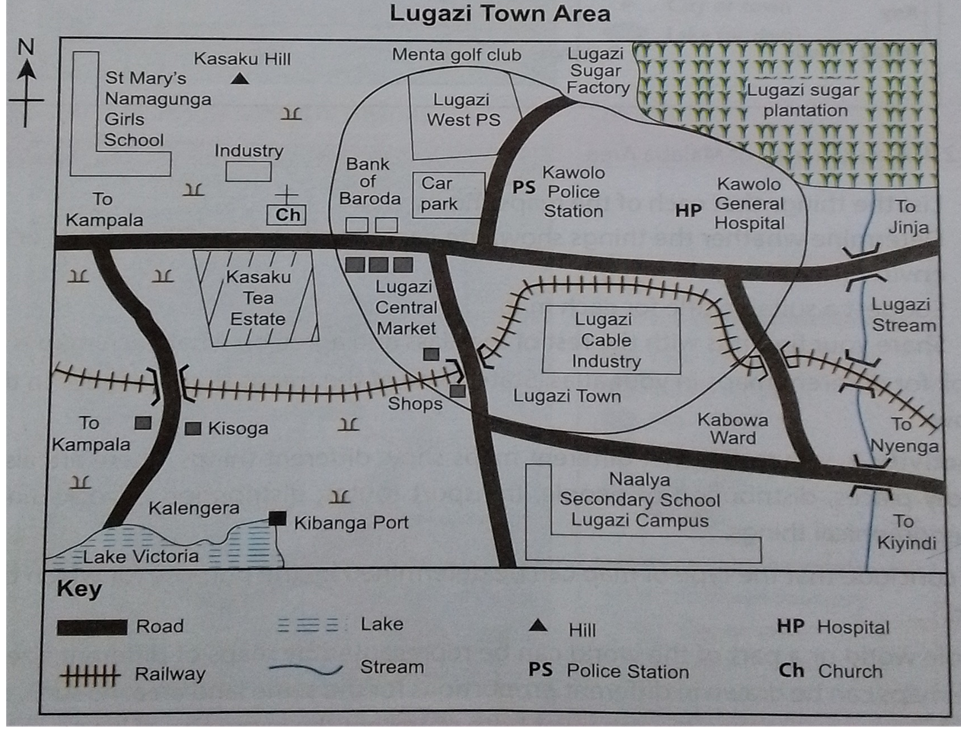 Lugazi Town Area
N
Kasaku Hill
Menta golf club
Lugazi
Sugar
Factory
St Mary's
Namagunga
Girls
School
Lugazi
West PS
Lugazi sugar
plantation
Industry
Bank
of
Baroda
Car
park
PS Kawolo
Police
Station
HP Kawolo
General
Hospital
Ch
To
Kampala
To
Jinja
Kasaku
Tea
Estate
Lugazi
Central
Market
Lugazi
Cable
Industry
Lugazi
Stream
Shops
Lugazi Town
To
Kampala
Kisoga
Kabowa
Ward
To
Nyenga
Kalengera
Kibanga Port
Naalya
Secondary School
Lugazi Campus
To
Kiyindi
Lake Victoria
Key
Road
Lake
Hill
HP Hospital
Railway
Stream
PS Police Station
Ch Church